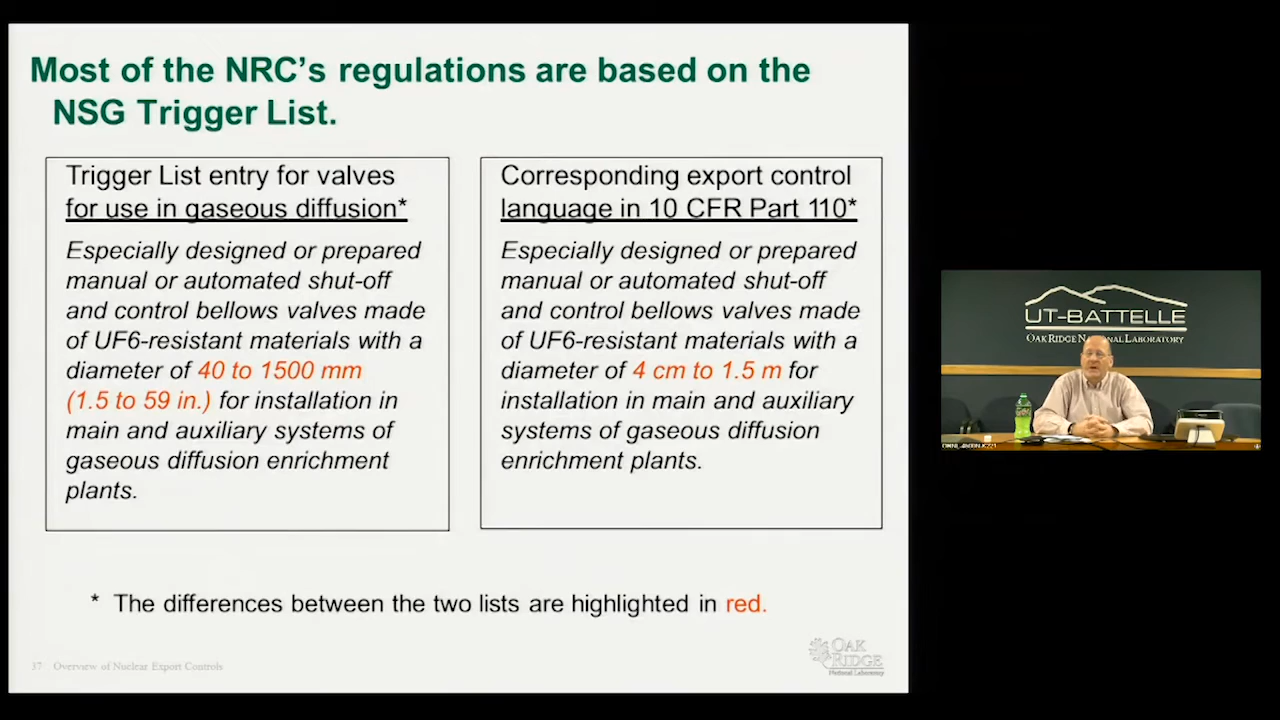 Most of the NRC's regulations are based on the
NSG Trigger List.
Trigger List entry for valves
for use in gaseous diffusion*
Especially designed or prepared
manual or automated shut-off
and control bellows valves made
of UF6-resistant materials with a
diameter of 40 to 1500 mm
(1.5 to 59 in.) for installation in
main and auxiliary systems of
gaseous diffusion enrichment
plants.
Corresponding export control
language in 10 CFR Part 110*
Especially designed or prepared
manual or automated shut-off
and control bellows valves made
of UF6-resistant materials with a
diameter of 4 cm to 1.5 m for
installation in main and auxiliary
systems of gaseous diffusion
enrichment plants.
* The differences between the two lists are highlighted in red.
37 Overview of Nuclear Export Controls
OAK
RIDGE
National Laboratory
UT-BATTELLE
OAK RIDGE NATIONAL LABORATORY